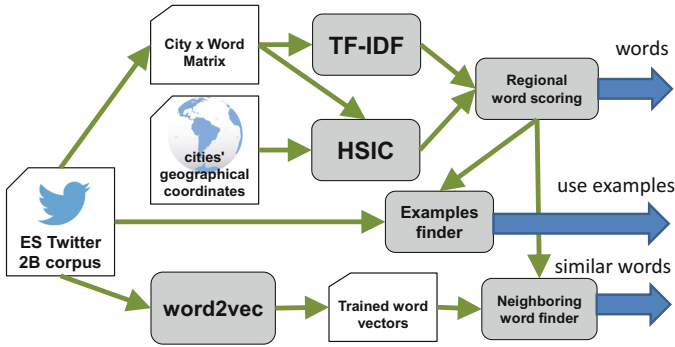 City x Word
Matrix
TF-IDF
words
Regional
word scoring
cities'
geographical
coordinates
HSIC
ES Twitter
2B corpus
Examples
finder
use examples
word2vec
Trained word
vectors
Neighboring
word finder
similar words